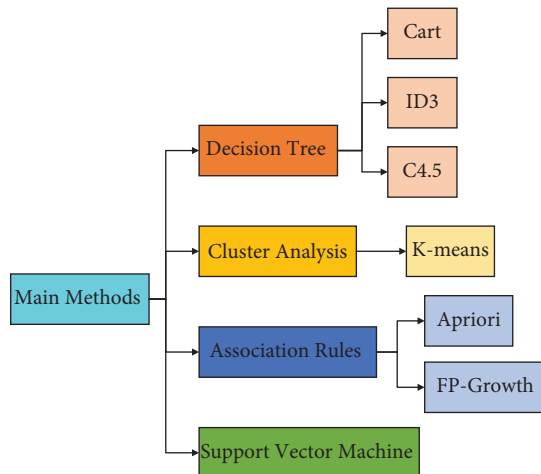 Main Methods
Decision Tree
Cart
ID3
C4.5
Cluster Analysis
K-means
Association Rules
Apriori
FP-Growth
Support Vector Machine